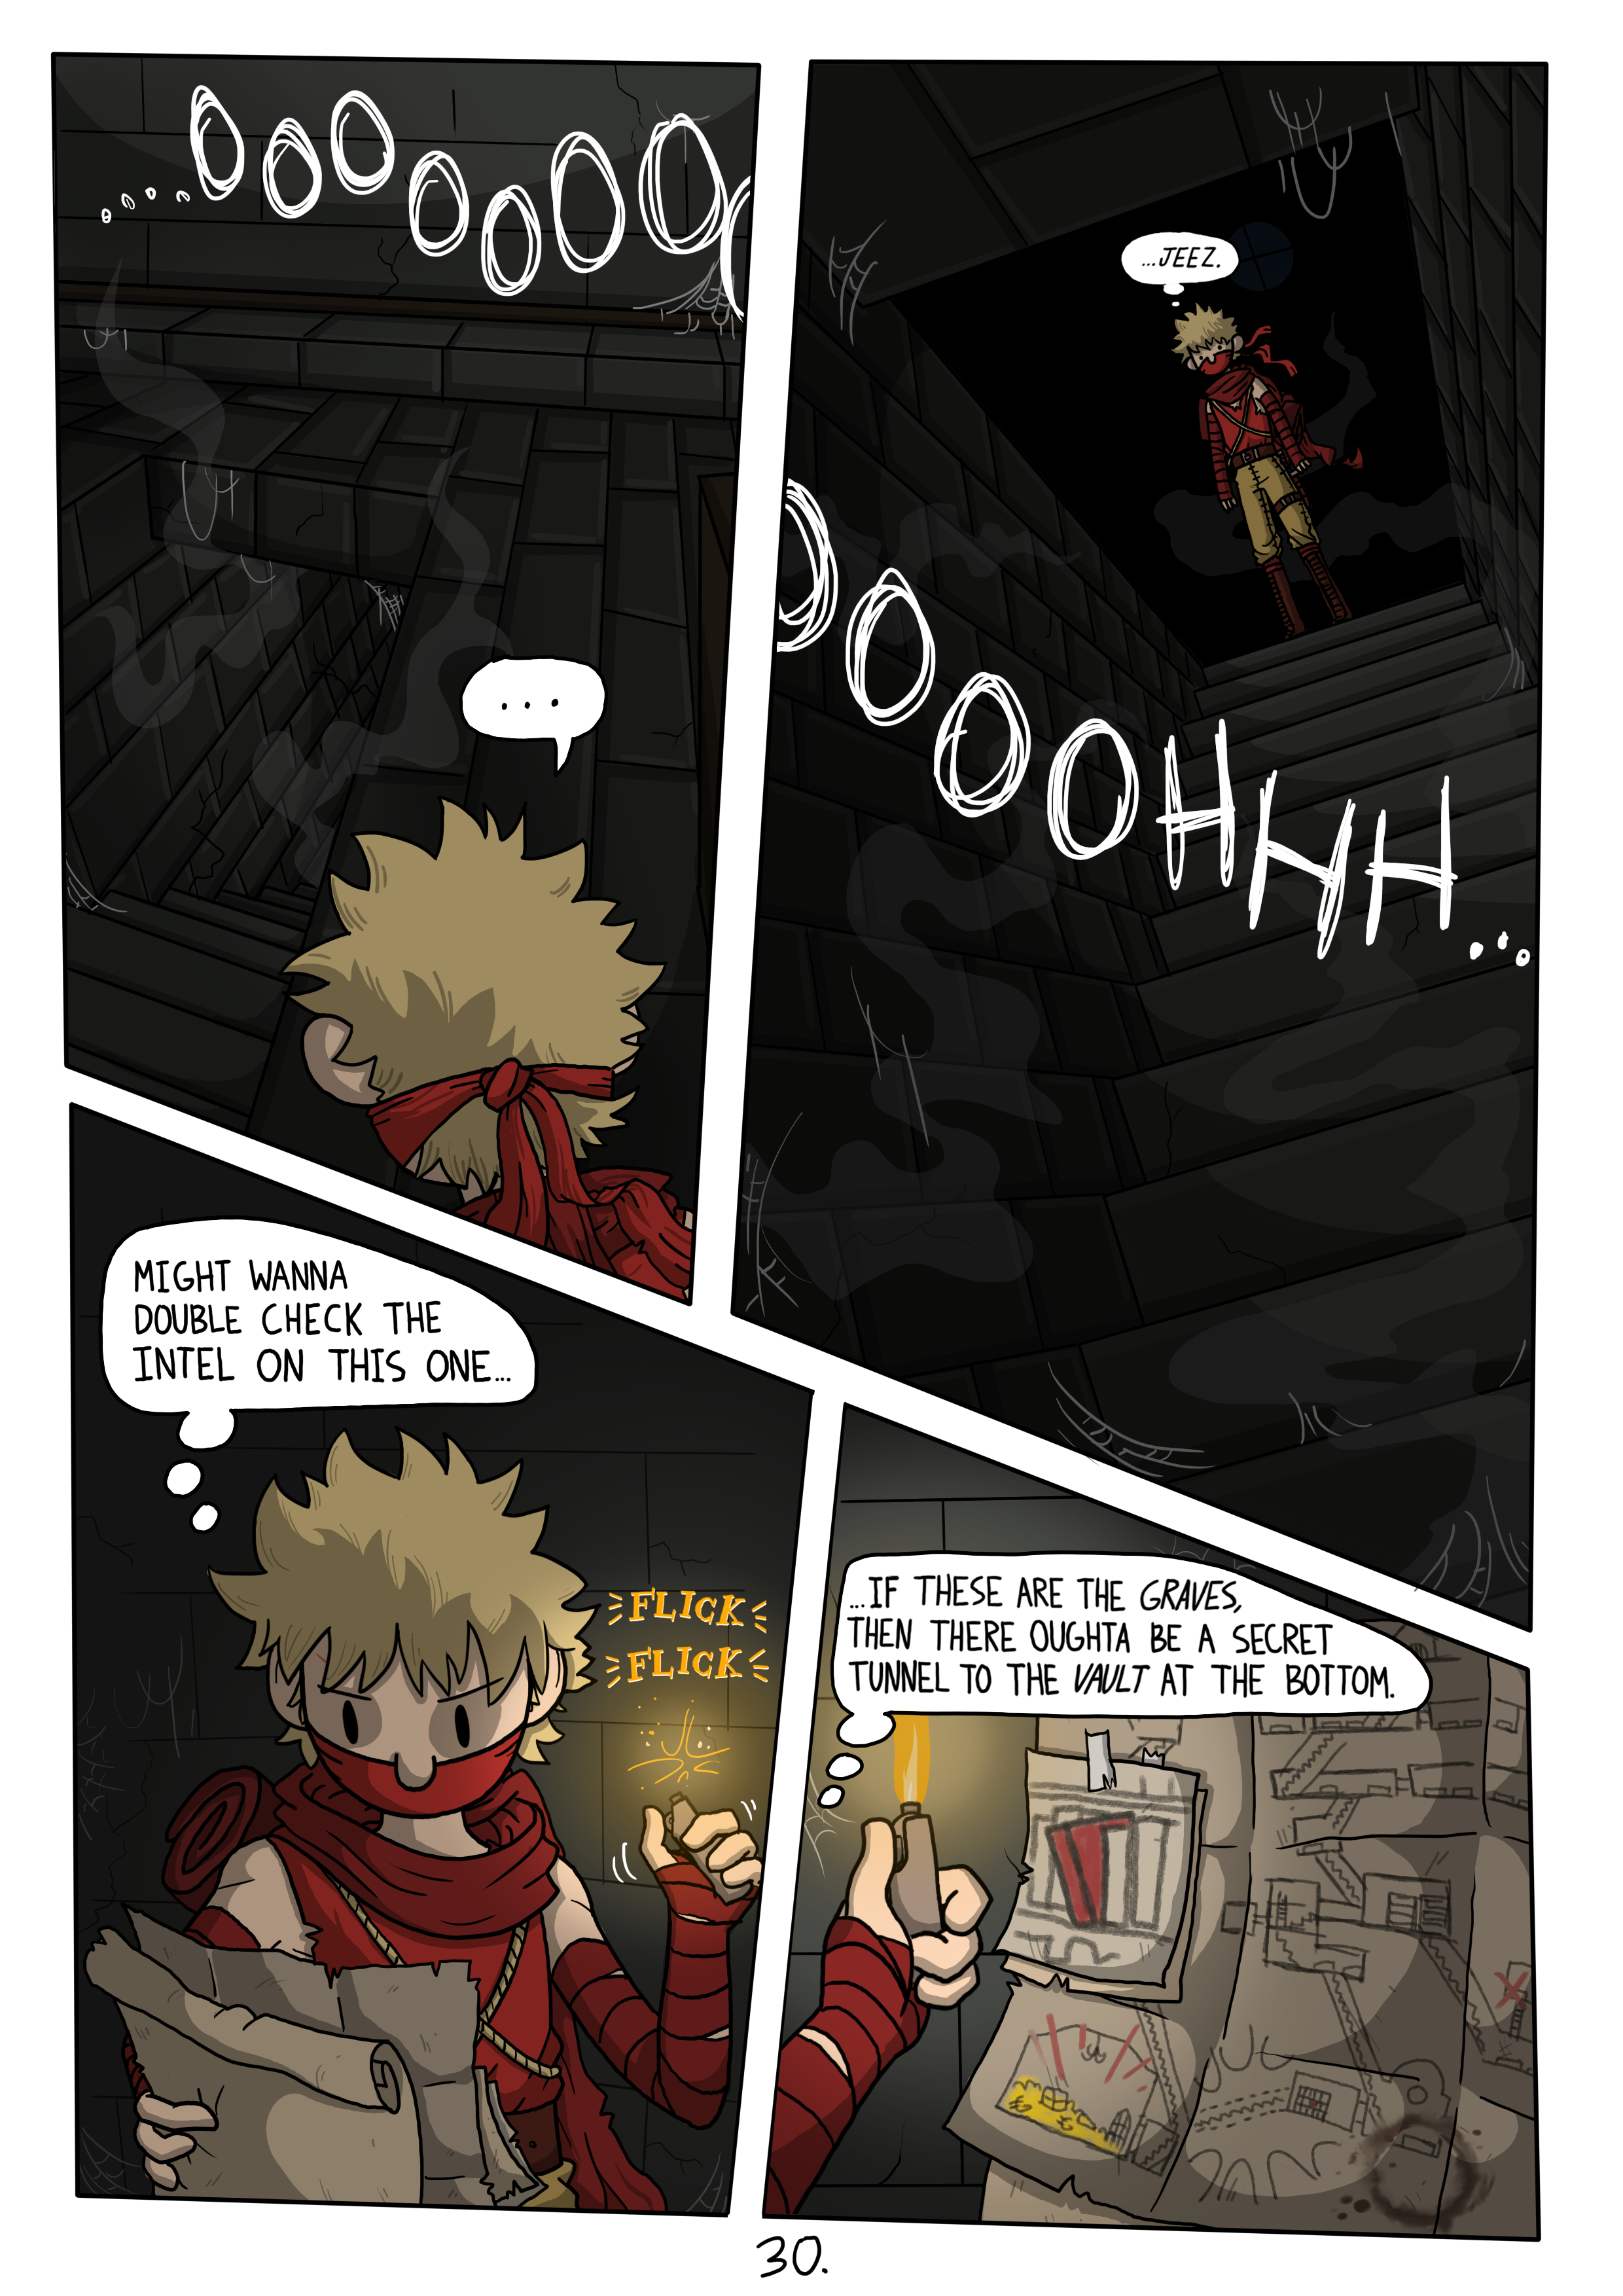 ....OOOOOOOO
...
...JEEZ.
OOOOHHH...
MIGHT WANNA
DOUBLE CHECK THE
INTEL ON THIS ONE...
FLICK
FLICK
...IF THESE ARE THE GRAVES,
THEN THERE OUGHTA BE A SECRET
TUNNEL TO THE VAULT AT THE BOTTOM.
30.